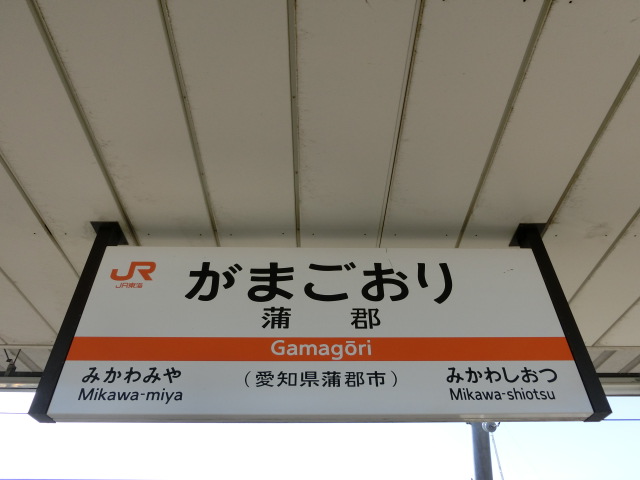 JR
JR東海
がまごおり
蒲郡
Gamagōri
みかわみや
Mikawa-miya
（愛知県蒲郡市）
みかわしおつ
Mikawa-shiotsu